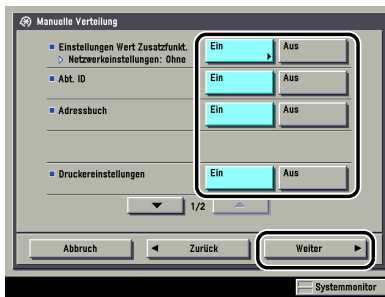 Manuelle Verteilung
Einstellungen Wert Zusatzfunkt.
Netzwerkeinstellungen: Ohne
Ein
Aus
Abt. ID
Ein
Aus
Adressbuch
Ein
Aus
Druckereinstellungen
Ein
Aus
1/2
Abbruch
Zurück
Weiter
Systemmonitor